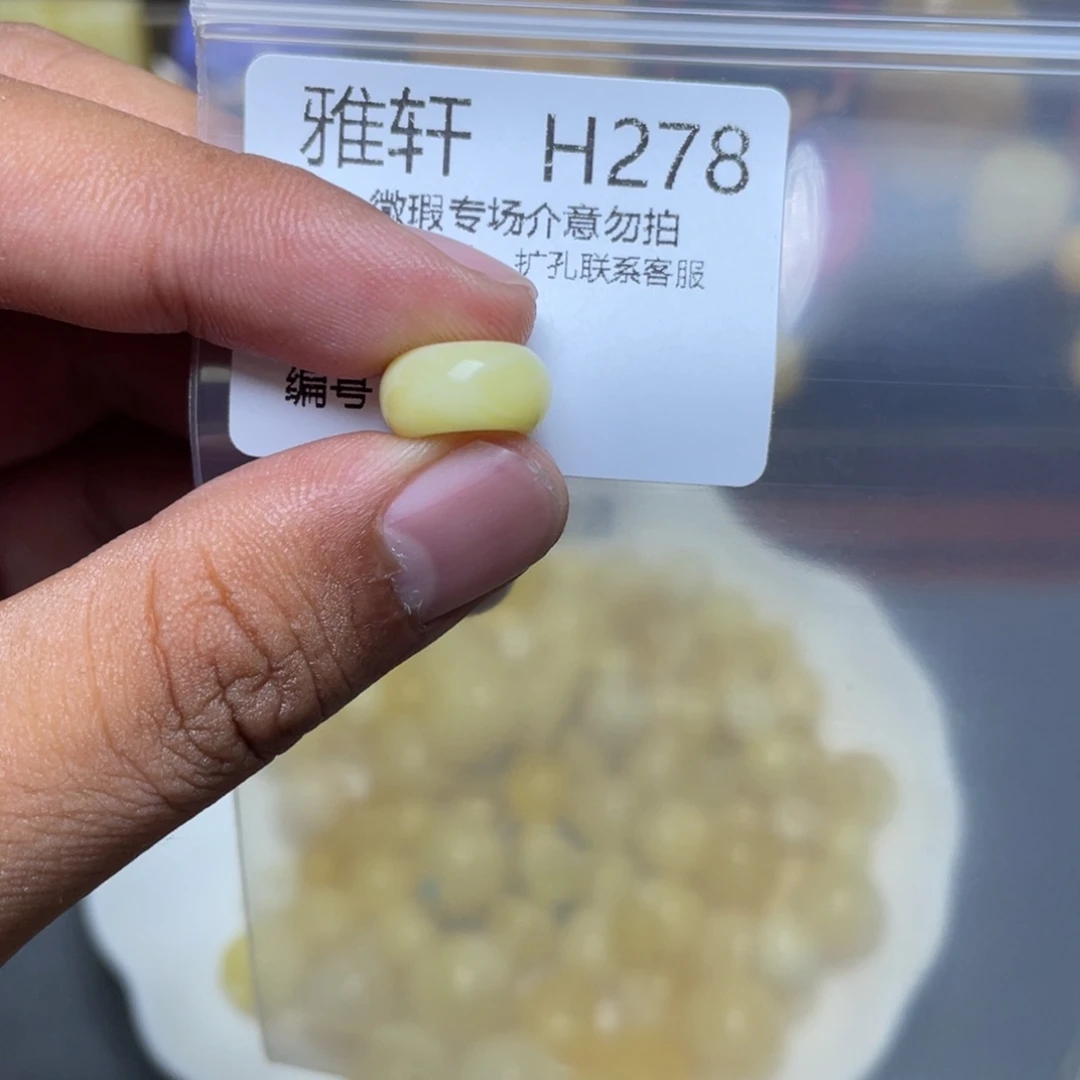 雅轩 H278
微瑕专场介意勿拍
扩孔联系客服
编号